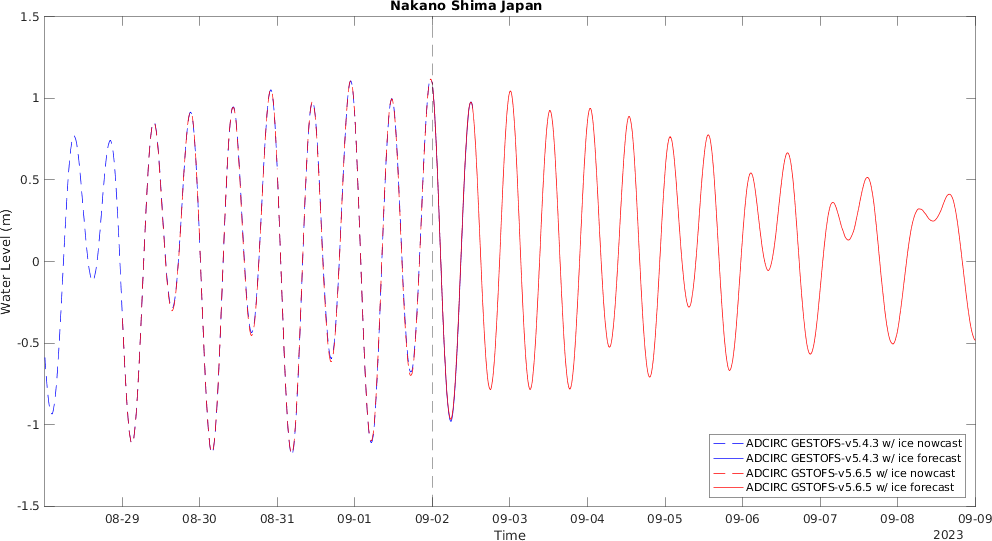 Nakano Shima Japan
1.5
1
0.5
0
-0.5
-1
-1.5
Water Level (m)
08-29 08-30 08-31 09-01 09-02 09-03 09-04 09-05 09-06 09-07 09-08 09-09
Time
2023
ADCIRC GESTOFS-v5.4.3 w/ ice nowcast
ADCIRC GESTOFS-v5.4.3 w/ ice forecast
ADCIRC GSTOFS-v5.6.5 w/ ice nowcast
ADCIRC GSTOFS-v5.6.5 w/ ice forecast